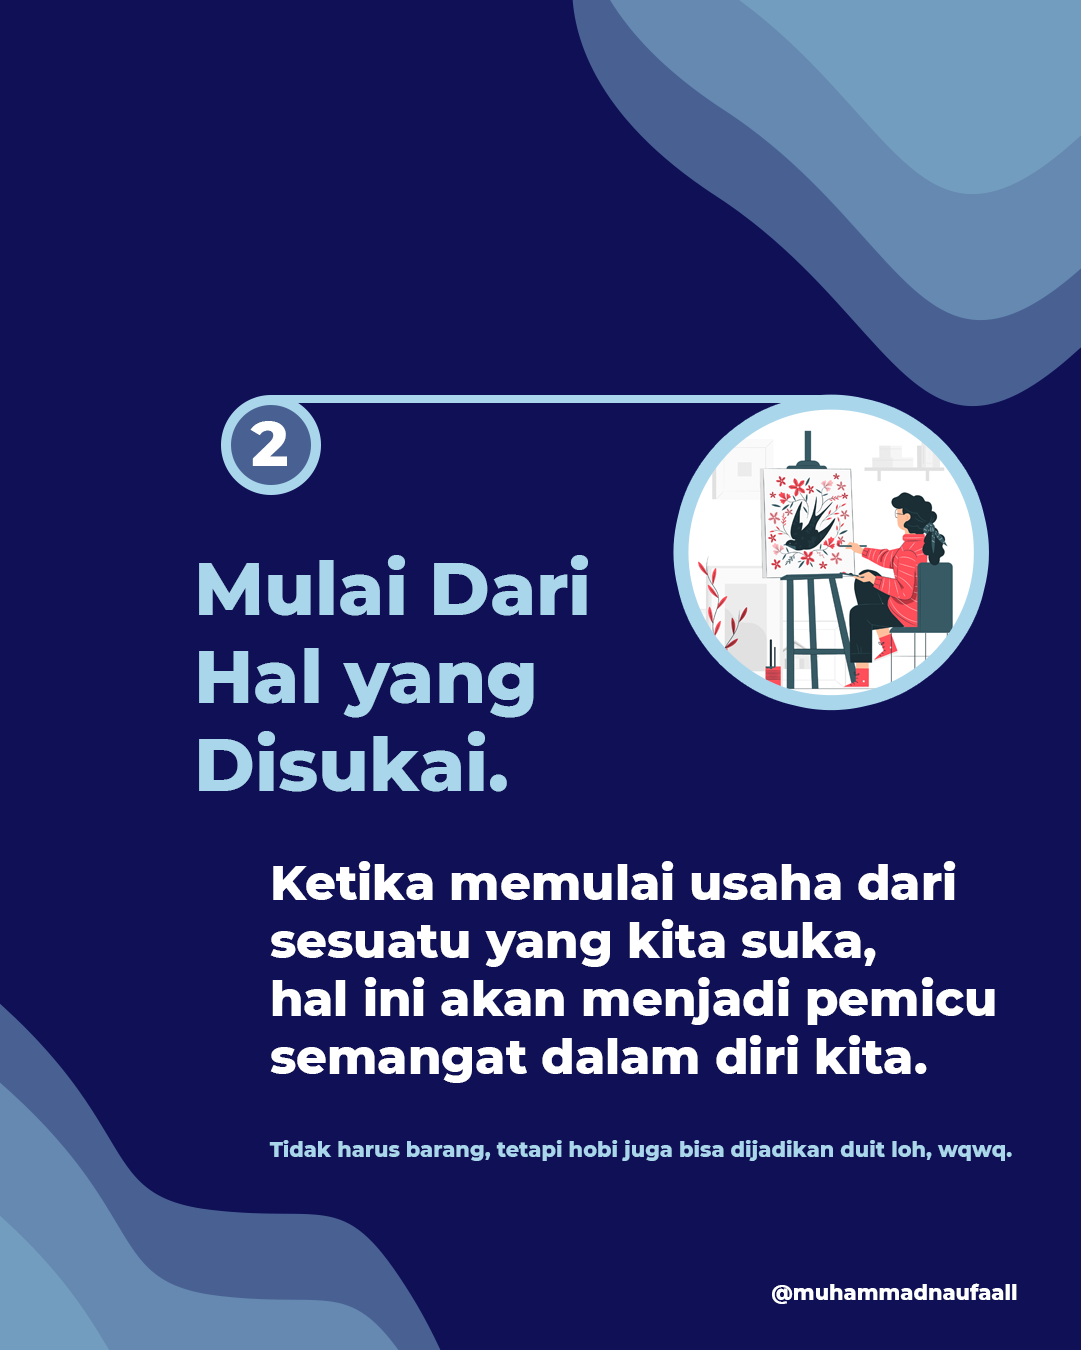 2
Mulai Dari
Hal yang
Disukai.
Ketika memulai usaha dari
sesuatu yang kita suka,
hal ini akan menjadi pemicu
semangat dalam diri kita.
Tidak harus barang, tetapi hobi juga bisa dijadikan duit loh, wqwq.
@muhammadnaufaall